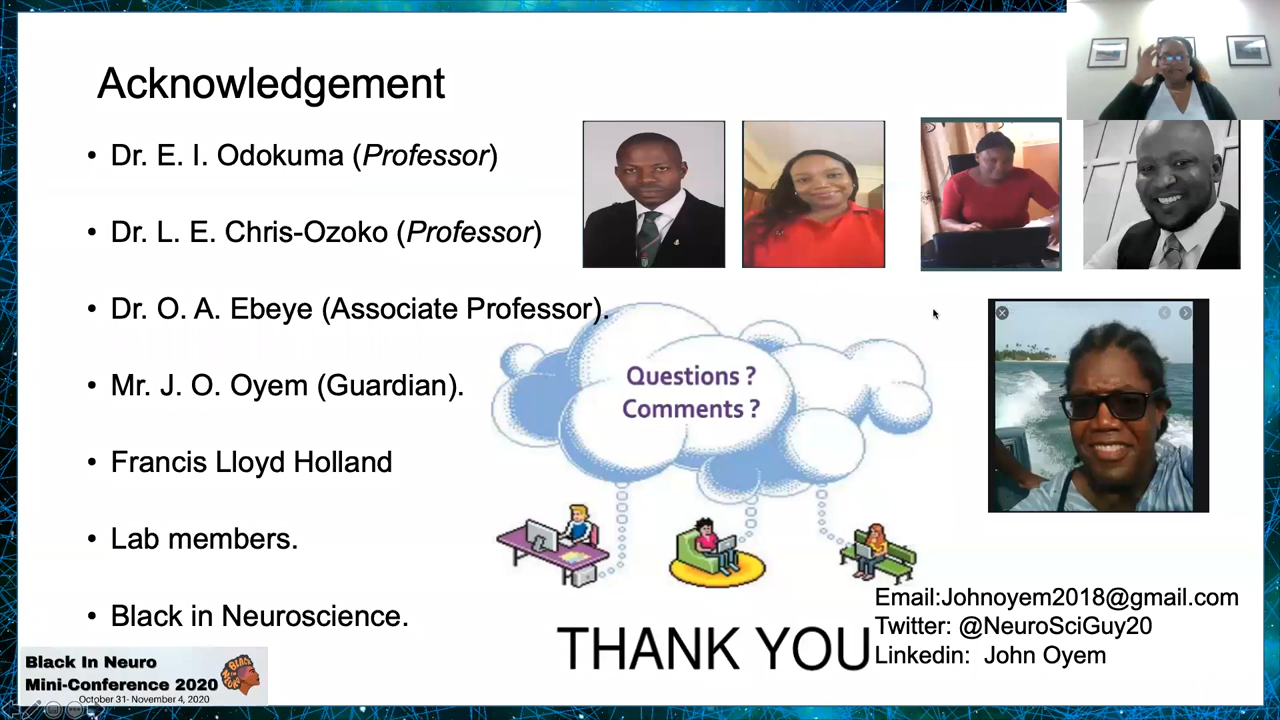 Acknowledgement
• Dr. E. I. Odokuma (Professor)
• Dr. L. E. Chris-Ozoko (Professor)
• Dr. O. A. Ebeye (Associate Professor).
• Mr. J. O. Oyem (Guardian).
• Francis Lloyd Holland
• Lab members.
• Black in Neuroscience.
Questions ?
Comments ?
THANK YOU
Email:Johnoyem2018@gmail.com
Twitter: @NeuroSciGuy20
Linkedin: John Oyem
Black In Neuro
Mini-Conference 2020
October 31- November 4, 2020